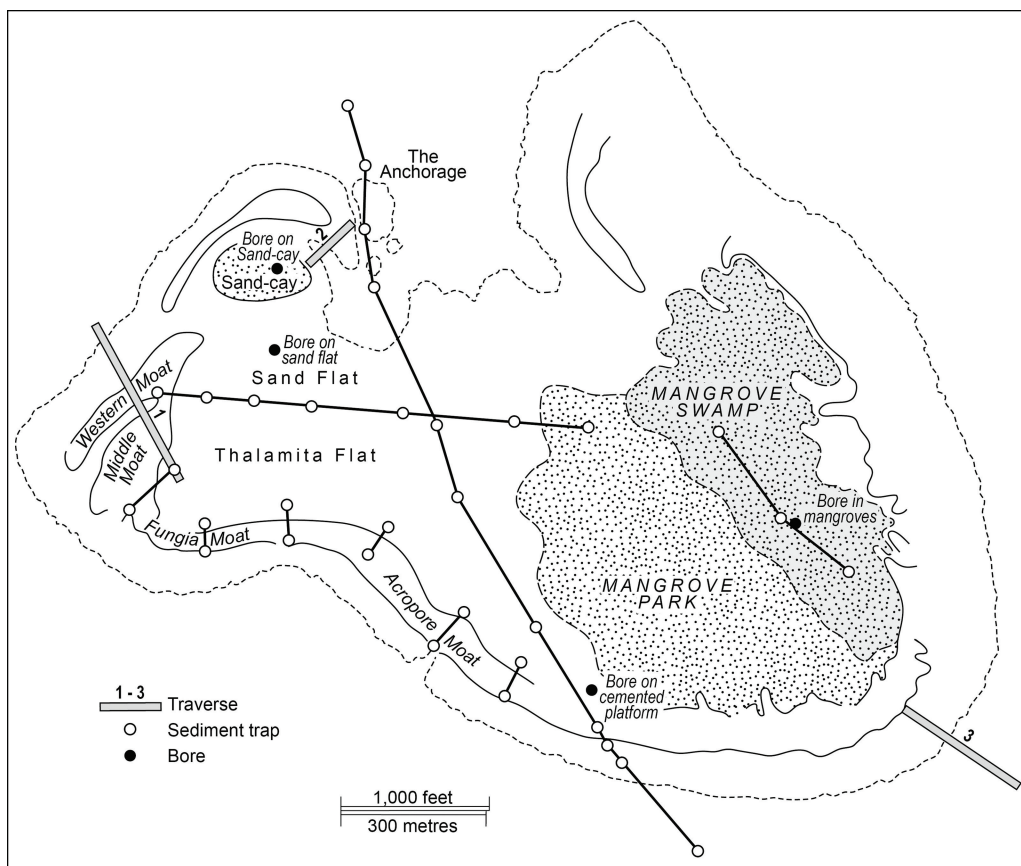 The
Anchorage
2
Bore on
Sand-cay
Sand-cay
Bore on
sand flat
Sand Flat
Western Moat
1
Middle
Moat
Thalamita Flat
MANGROVE
SWAMP
Bore in
mangroves
Fungia Moat
MANGROVE
PARK
Acropore
Moat
Bore on
cemented
platform
3
1 - 3
Traverse
Sediment trap
Bore
1,000 feet
300 metres